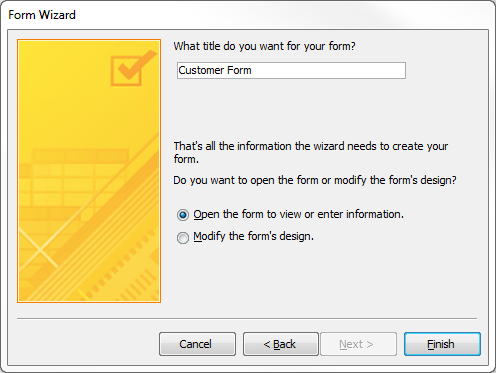 Form Wizard
What title do you want for your form?
Customer Form
That's all the information the wizard needs to create your
form.
Do you want to open the form or modify the form's design?
Open the form to view or enter information.
Modify the form's design.
Cancel
< Back
Next >
Finish